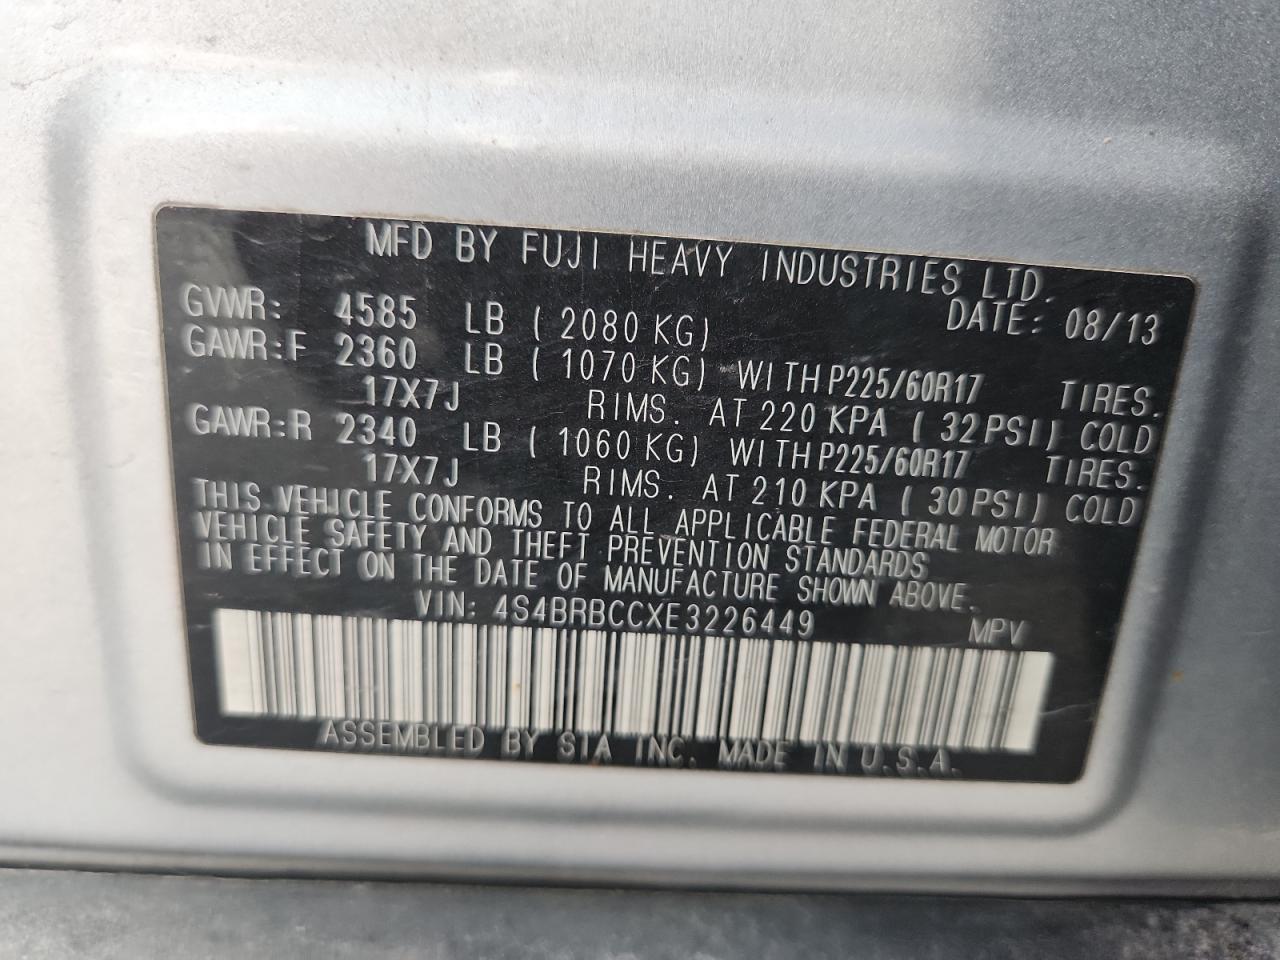 MFD BY FUJI HEAVY INDUSTRIES LTD.
DATE: 08/13
GVWR: 4585 LB ( 2080 KG)
GAWR:F 2360 LB ( 1070 KG) WITH P225/60R17 TIRES.
17X7J RIMS. AT 220 KPA ( 32 PSI) COLD
GAWR:R 2340 LB ( 1060 KG) WITH P225/60R17 TIRES.
17X7J RIMS. AT 210 KPA ( 30 PSI) COLD
THIS VEHICLE CONFORMS TO ALL APPLICABLE FEDERAL MOTOR
VEHICLE SAFETY AND THEFT PREVENTION STANDARDS
IN EFFECT ON THE DATE OF MANUFACTURE SHOWN ABOVE.
VIN: 4S4BRBCCXE3226449 MPV
ASSEMBLED BY SIA INC. MADE IN U.S.A.